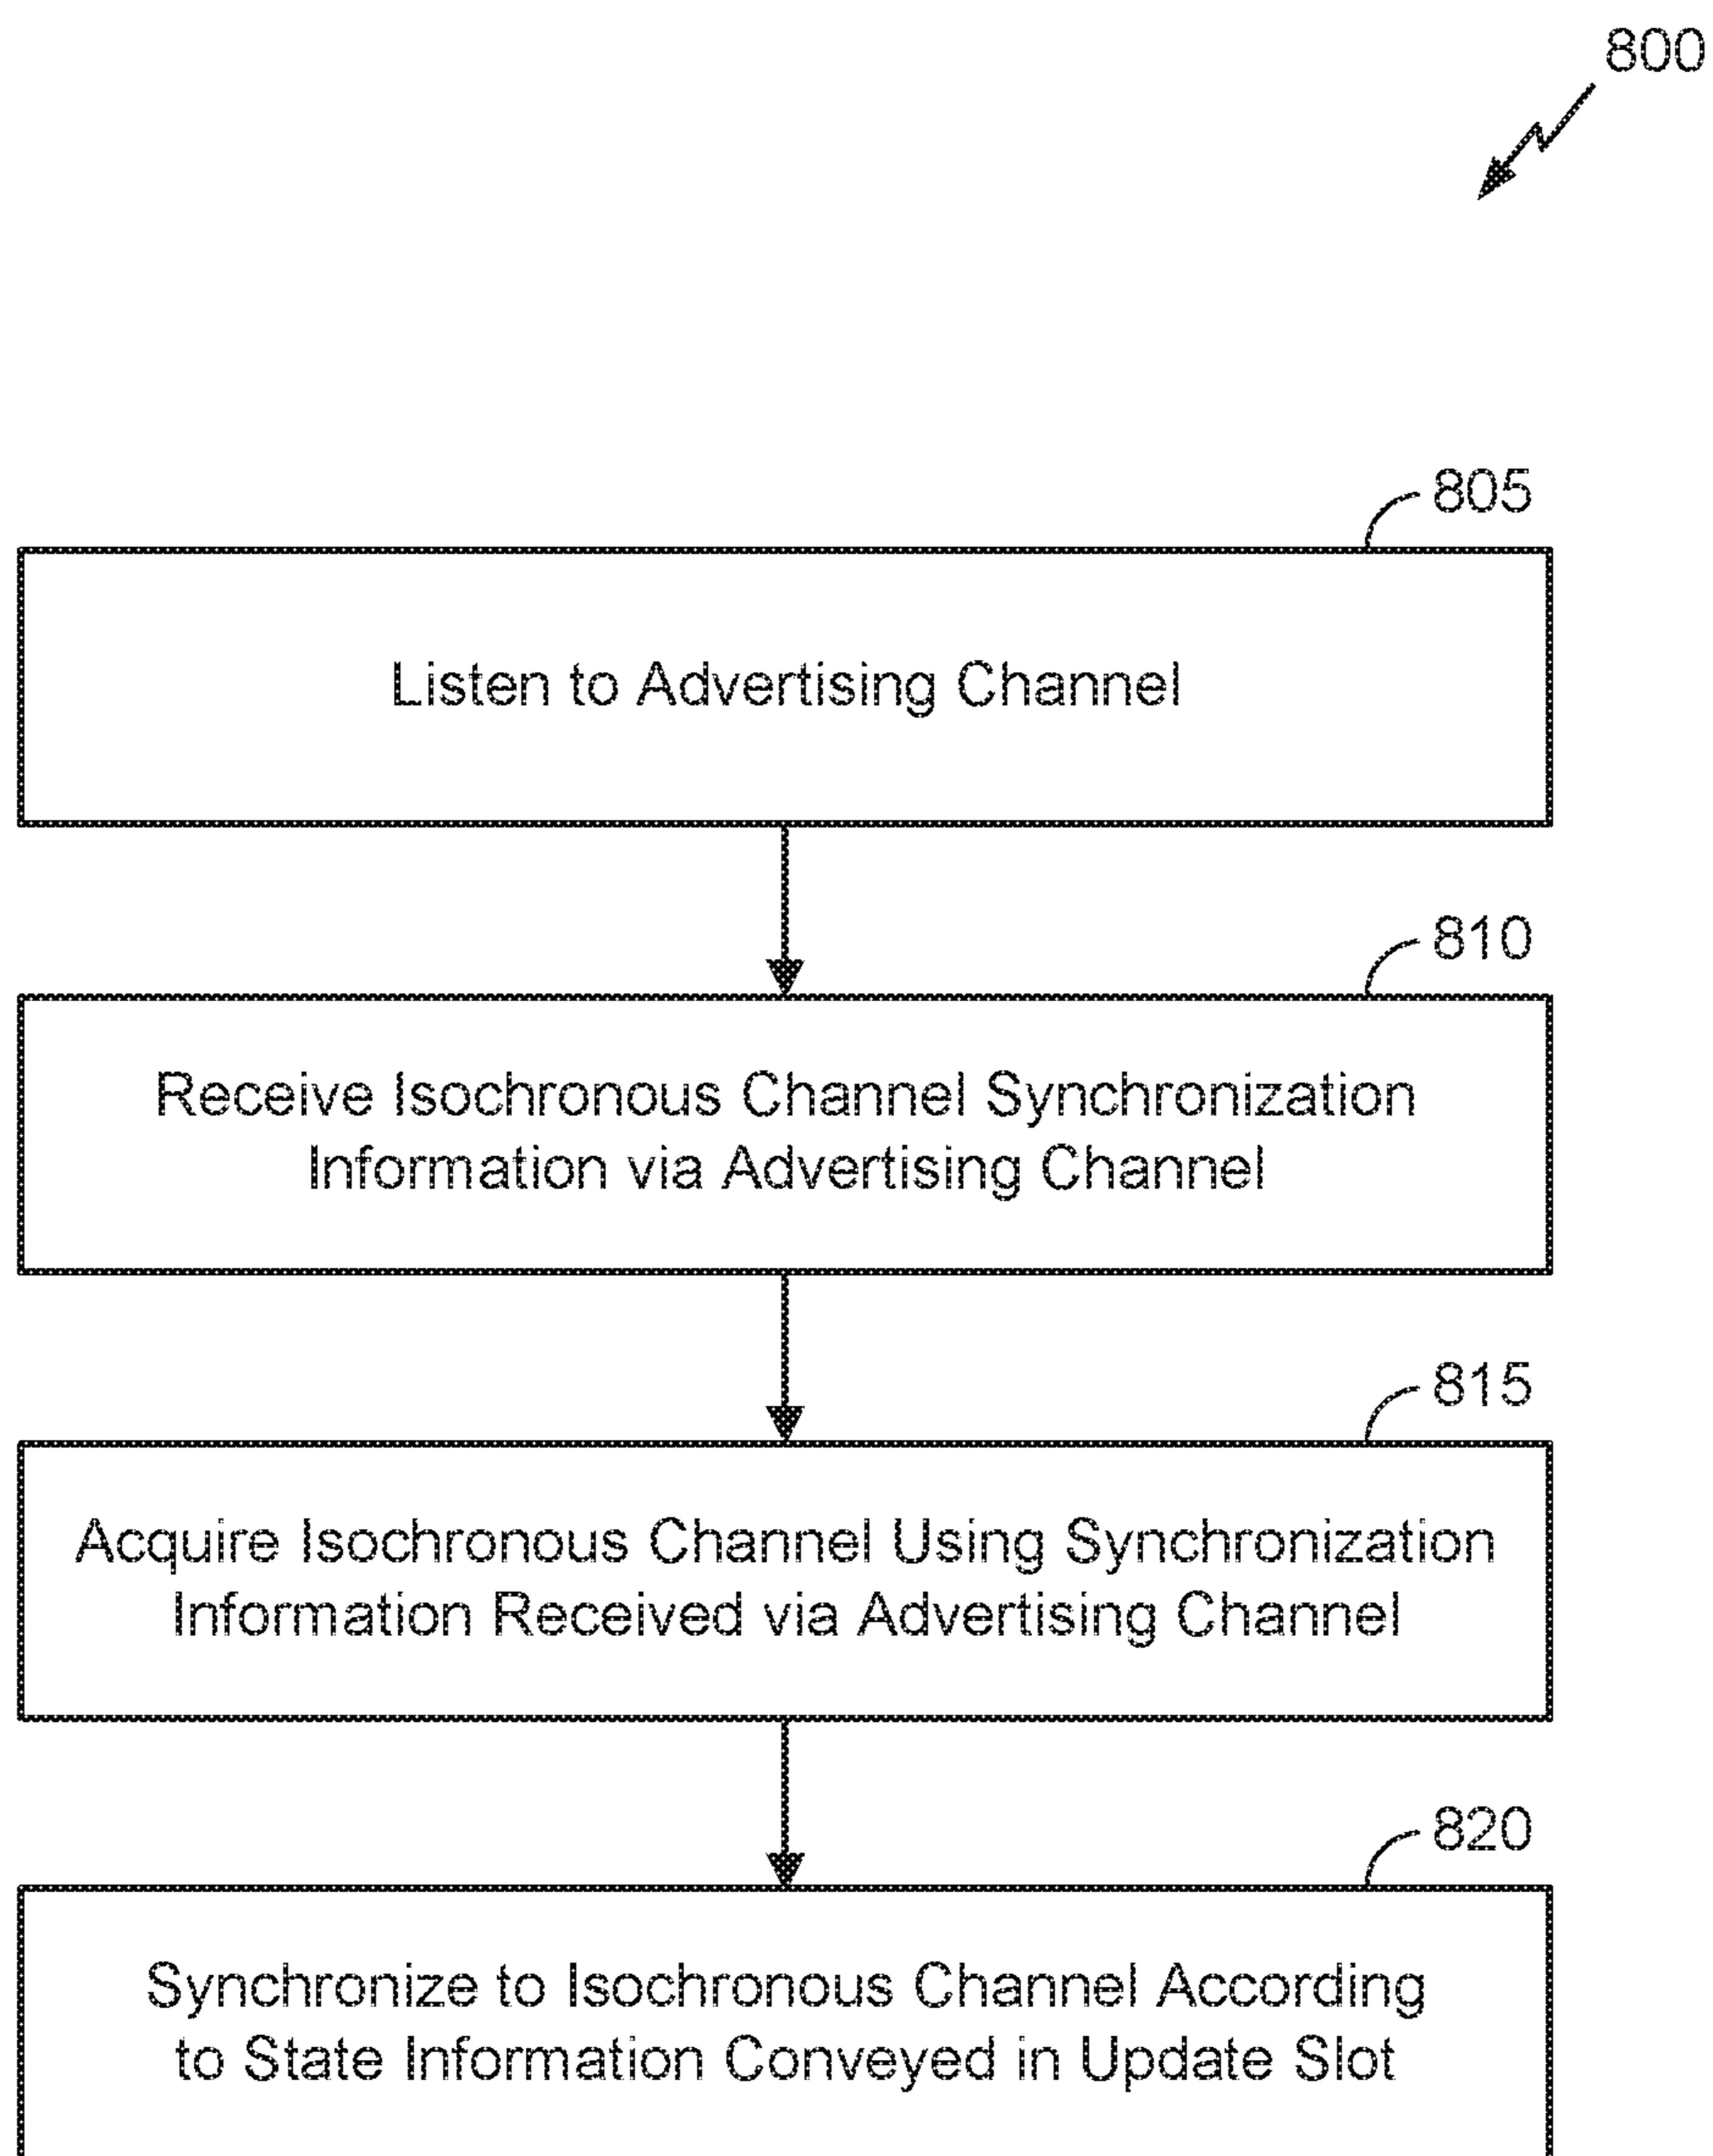 800
805
Listen to Advertising Channel
810
Receive Isochronous Channel Synchronization
Information via Advertising Channel
815
Acquire Isochronous Channel Using Synchronization
Information Received via Advertising Channel
820
Synchronize to Isochronous Channel According
to State Information Conveyed in Update Slot